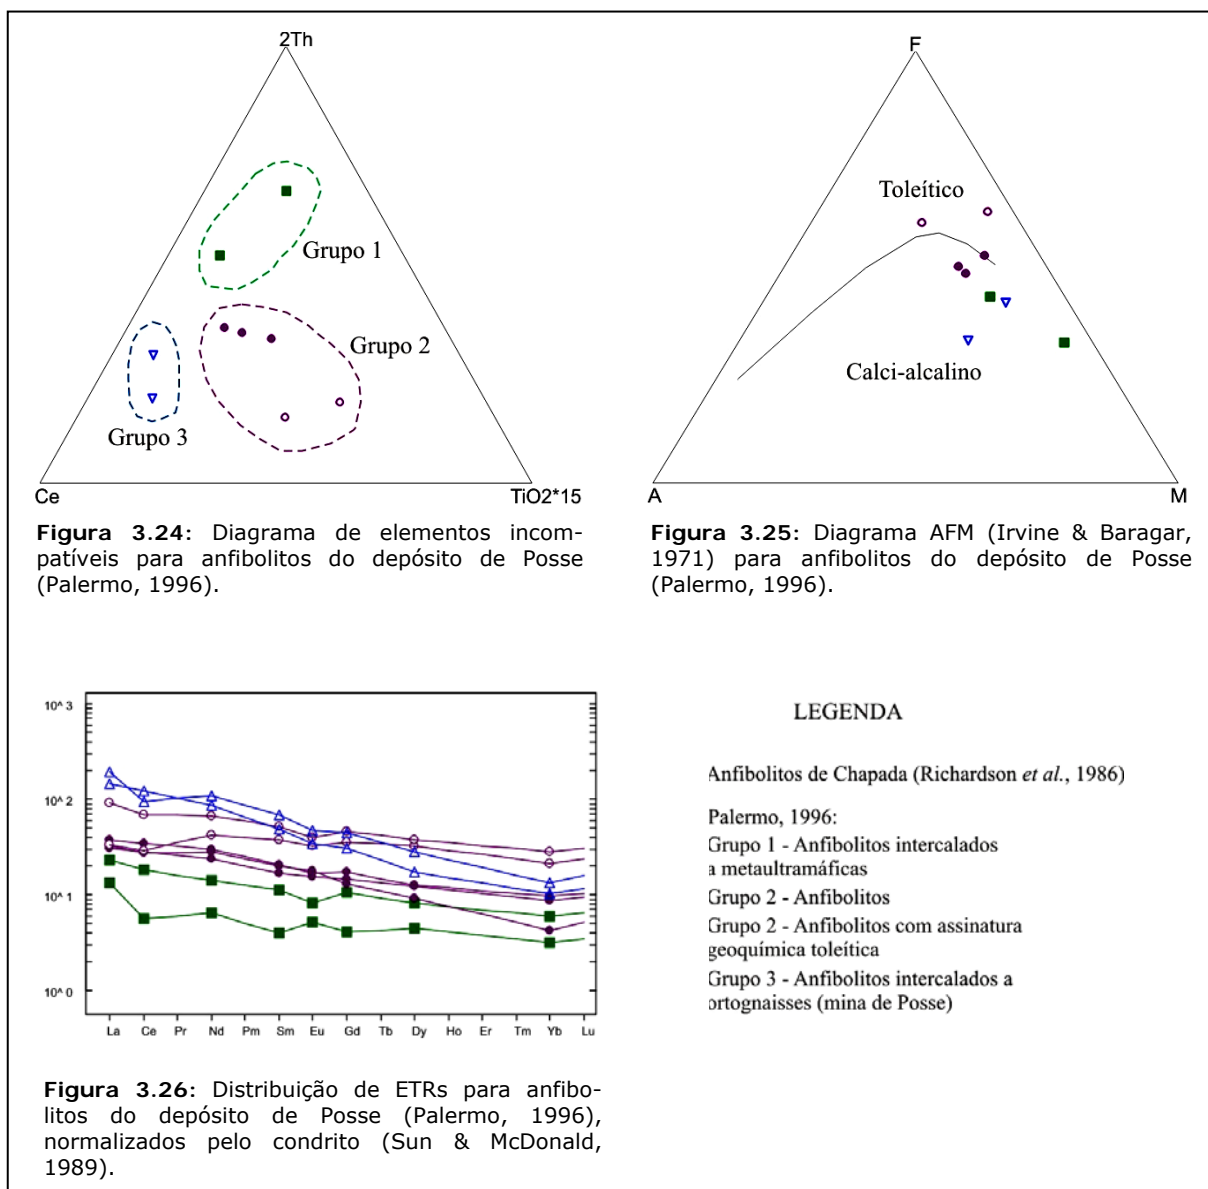 2Th
Grupo 1
Grupo 2
Grupo 3
Ce
TiO2*15
Figura 3.24: Diagrama de elementos incom-
patíveis para anfibolitos do depósito de Posse
(Palermo, 1996).
F
Toleítico
Calci-alcalino
A
M
Figura 3.25: Diagrama AFM (Irvine & Baragar,
1971) para anfibolitos do depósito de Posse
(Palermo, 1996).
10^ 3
10^ 2
10^ 1
10^ 0
La Ce Pr Nd Pm Sm Eu Gd Tb Dy Ho Er Tm Yb Lu
Figura 3.26: Distribuição de ETRs para anfibo-
litos do depósito de Posse (Palermo, 1996),
normalizados pelo condrito (Sun & McDonald,
1989).
LEGENDA
Anfibolitos de Chapada (Richardson et al., 1986)
Palermo, 1996:
Grupo 1 - Anfibolitos intercalados
a metaultramáficas
Grupo 2 - Anfibolitos
Grupo 2 - Anfibolitos com assinatura
geoquímica toleítica
Grupo 3 - Anfibolitos intercalados a
ortognaisses (mina de Posse)